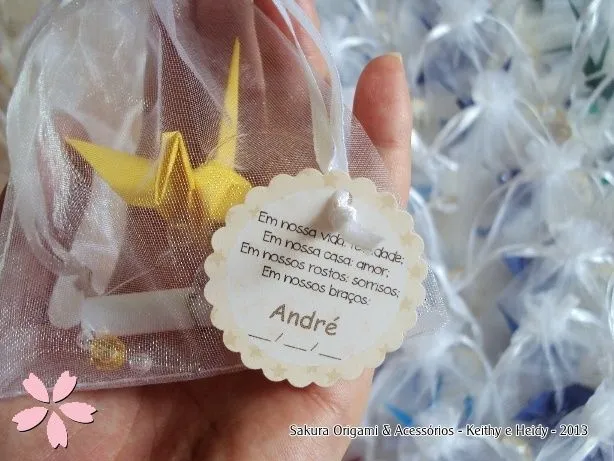 Em nossa vida:
Em nossa casa: amor;
Em nossos rostos: sorrisos;
Em nossos braços:
André
__/__/__
Sakura Origami & Acessórios - Keithy e Heidy - 2013